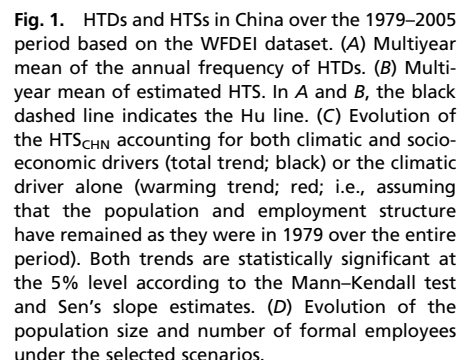 Fig. 1. HTDs and HTSs in China over the 1979–2005
period based on the WFDEI dataset. (A) Multiyear
mean of the annual frequency of HTDs. (B) Multi-
year mean of estimated HTS. In A and B, the black
dashed line indicates the Hu line. (C) Evolution of
the HTSCHN accounting for both climatic and socio-
economic drivers (total trend; black) or the climatic
driver alone (warming trend; red; i.e., assuming
that the population and employment structure
have remained as they were in 1979 over the entire
period). Both trends are statistically significant at
the 5% level according to the Mann–Kendall test
and Sen's slope estimates. (D) Evolution of the
population size and number of formal employees
under the selected scenarios.